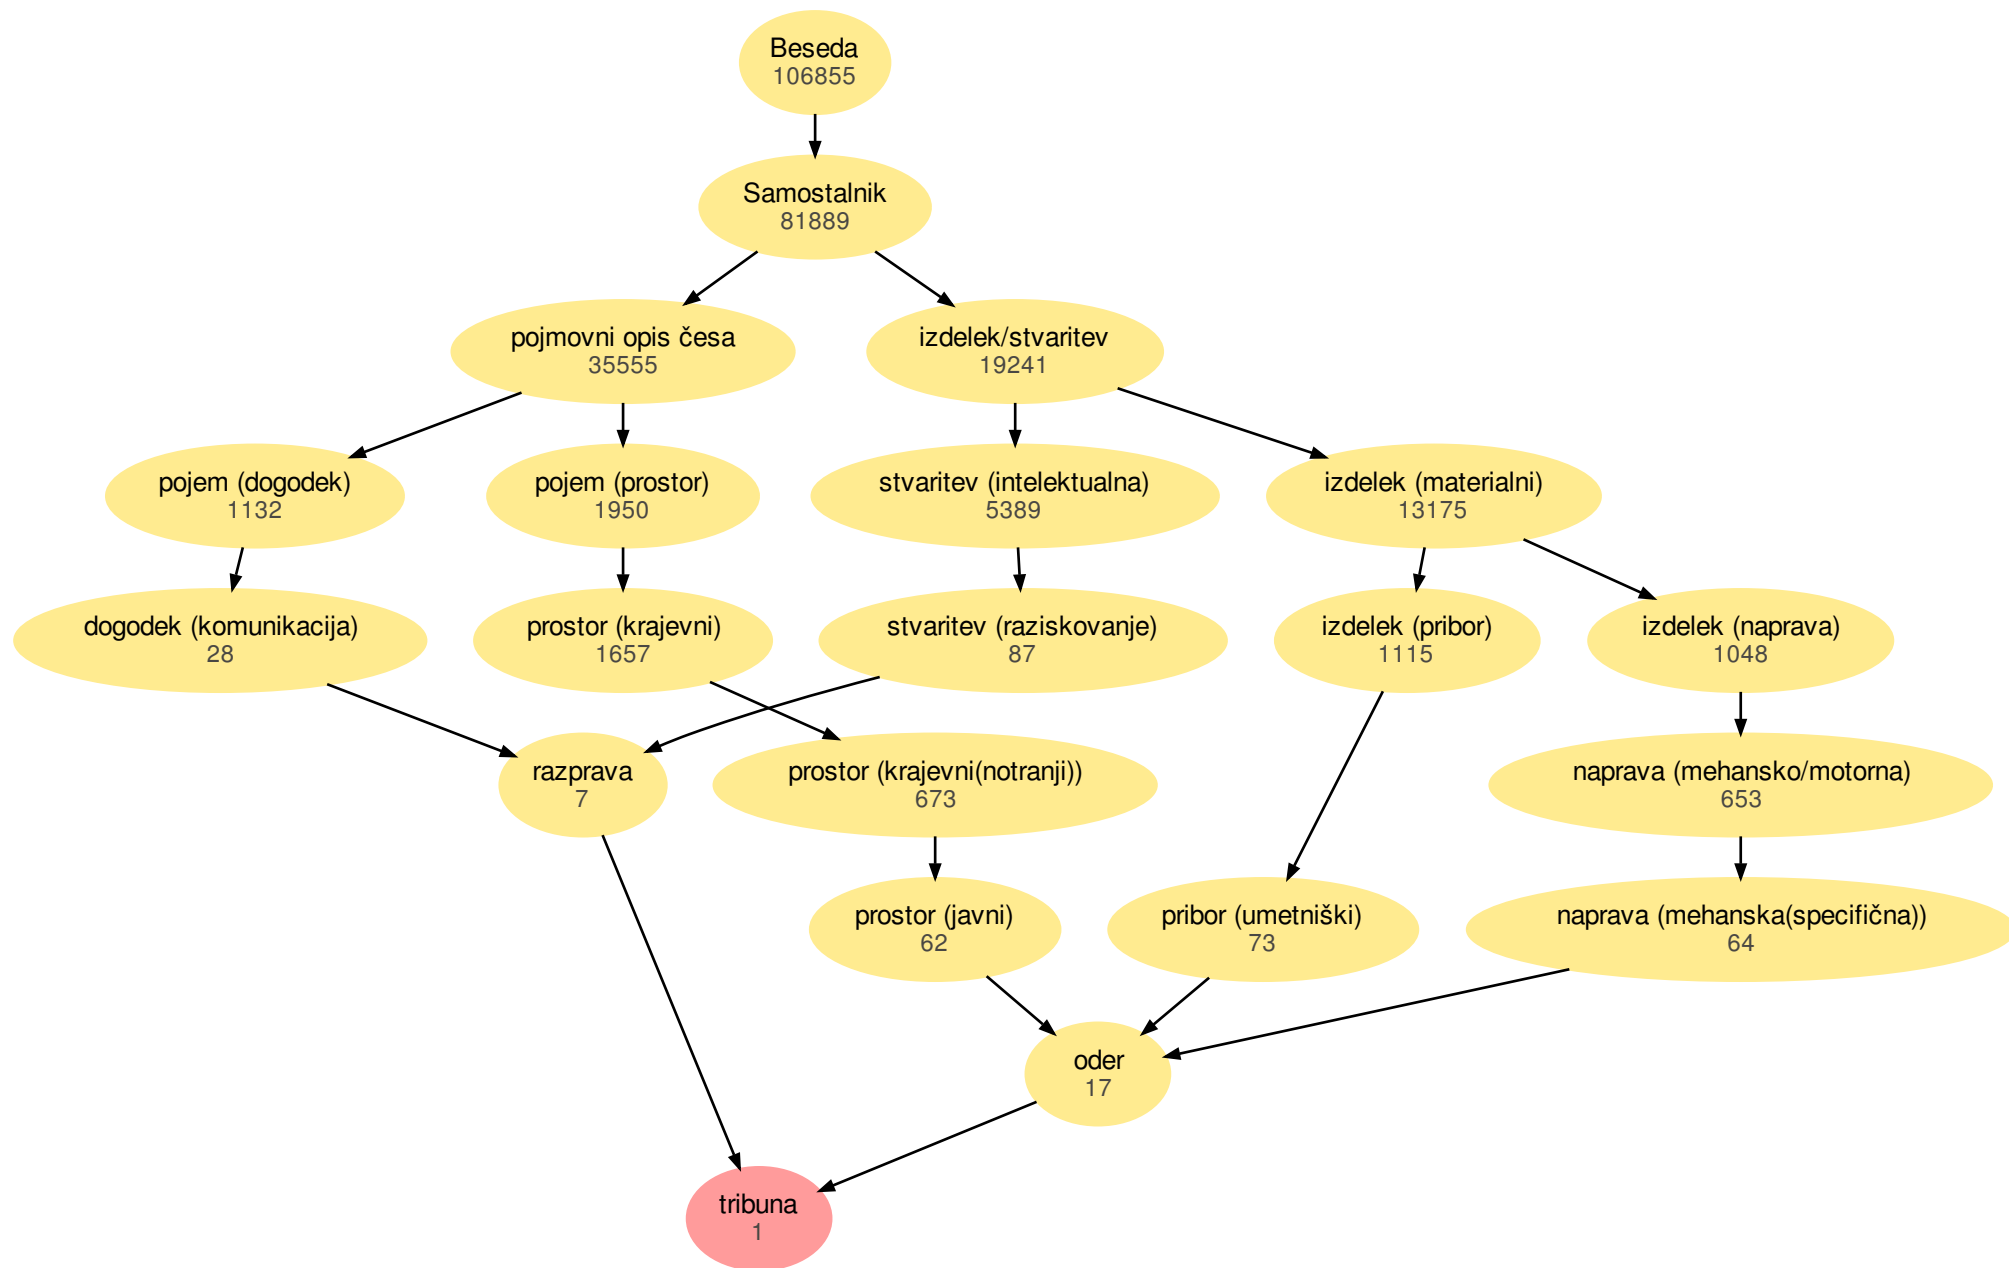 Beseda
106855
Samostalnik
81889
pojmovni opis česa
35555
izdelek/stvaritev
19241
pojem (dogodek)
1132
pojem (prostor)
1950
stvaritev (intelektualna)
5389
izdelek (materialni)
13175
dogodek (komunikacija)
28
prostor (krajevni)
1657
stvaritev (raziskovanje)
87
izdelek (pribor)
1115
izdelek (naprava)
1048
razprava
7
prostor (krajevni(notranji))
673
naprava (mehansko/motorna)
653
prostor (javni)
62
pribor (umetniški)
73
naprava (mehanska(specifična))
64
oder
17
tribuna
1